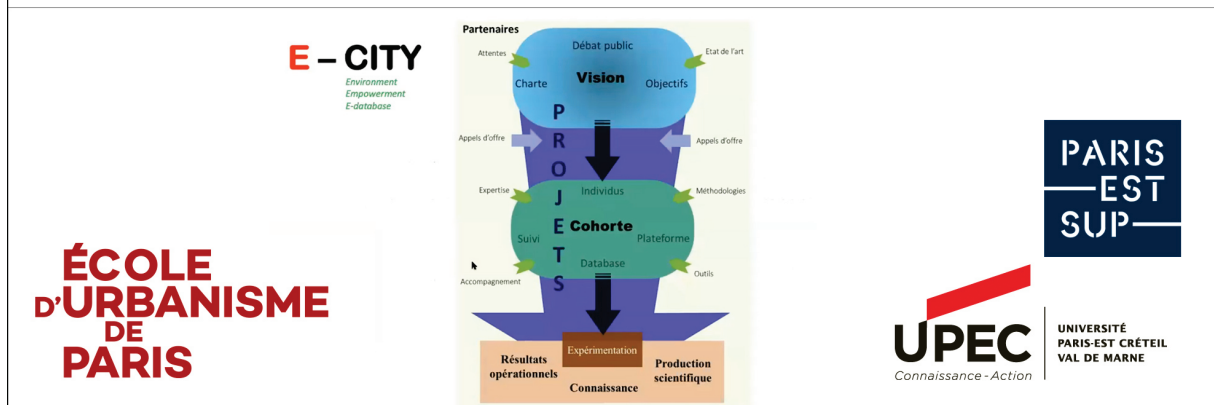 E – CITY
Environment
Empowerment
E-database
ÉCOLE
D'URBANISME
DE
PARIS
Partenaires
Débat public
Attentes
Etat de l'art
Vision
Charte
Objectifs
PROJETS
Appels d'offre
Appels d'offre
Individus
Expertise
Méthodologies
Cohorte
Suivi
Plateforme
Database
Accompagnement
Outils
Expérimentation
Résultats
opérationnels
Production
scientifique
Connaissance
PARIS
EST
SUP
UPEC
Connaissance - Action
UNIVERSITÉ
PARIS-EST CRÉTEIL
VAL DE MARNE